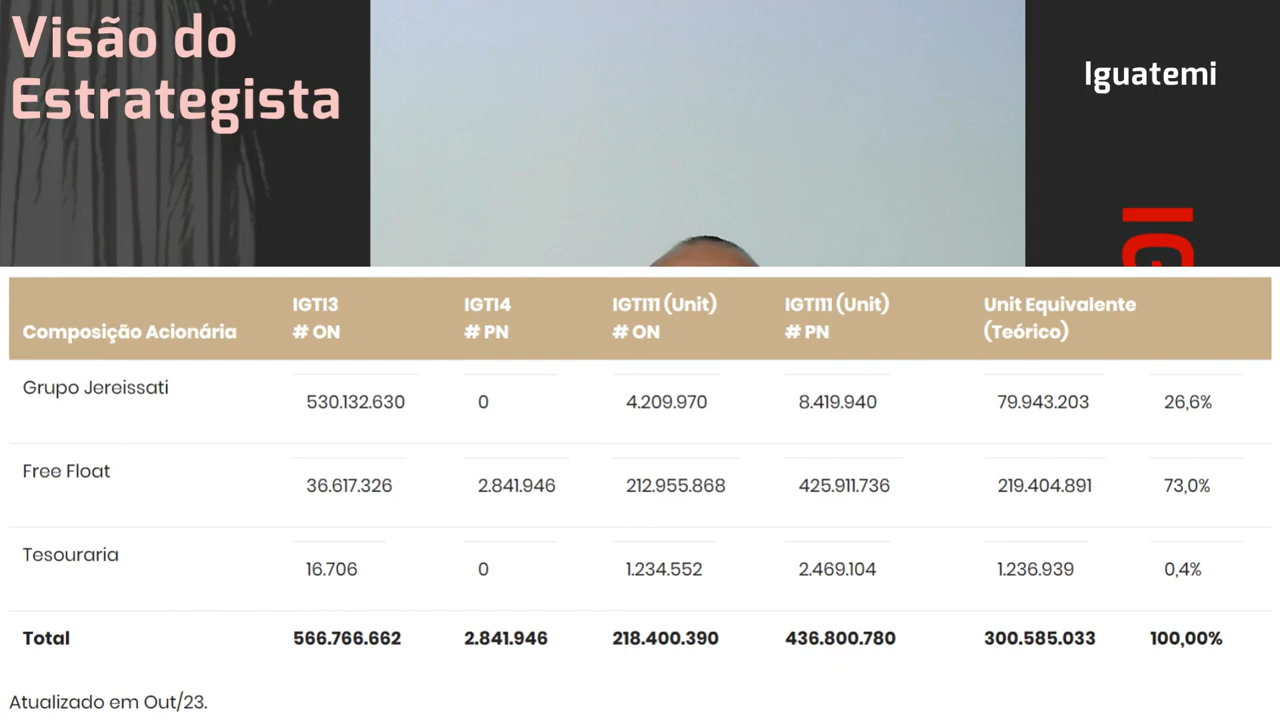 Visão do
Estrategista
Iguatemi
IG
Composição Acionária IGTI3 # ON IGTI4 # PN IGTI11 (Unit) # ON IGTI11 (Unit) # PN Unit Equivalente (Teórico)
Grupo Jereissati 530.132.630 0 4.209.970 8.419.940 79.943.203 26,6%
Free Float 36.617.326 2.841.946 212.955.868 425.911.736 219.404.891 73,0%
Tesouraria 16.706 0 1.234.552 2.469.104 1.236.939 0,4%
Total 566.766.662 2.841.946 218.400.390 436.800.780 300.585.033 100,00%
Atualizado em Out/23.